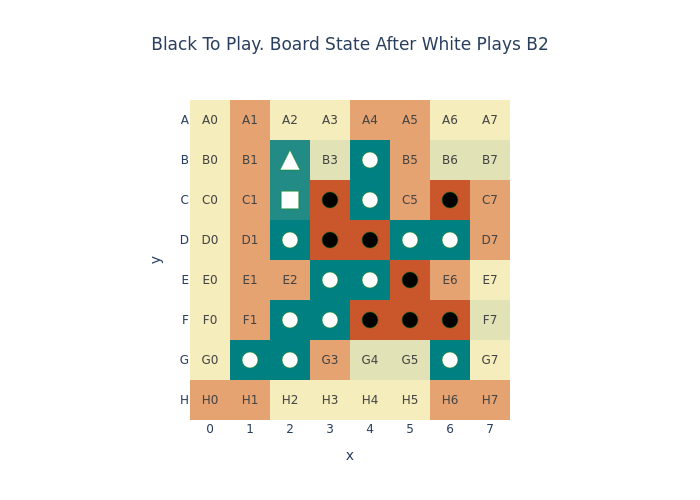 Black To Play. Board State After White Plays B2
A A0 A1 A2 A3 A4 A5 A6 A7
B B0 B1 B3 B5 B6 B7
C C0 C1 C5 C7
D D0 D1 D7
E E0 E1 E2 E6 E7
F F0 F1 F7
G G0 G3 G4 G5 G7
H H0 H1 H2 H3 H4 H5 H6 H7
0 1 2 3 4 5 6 7
x
y